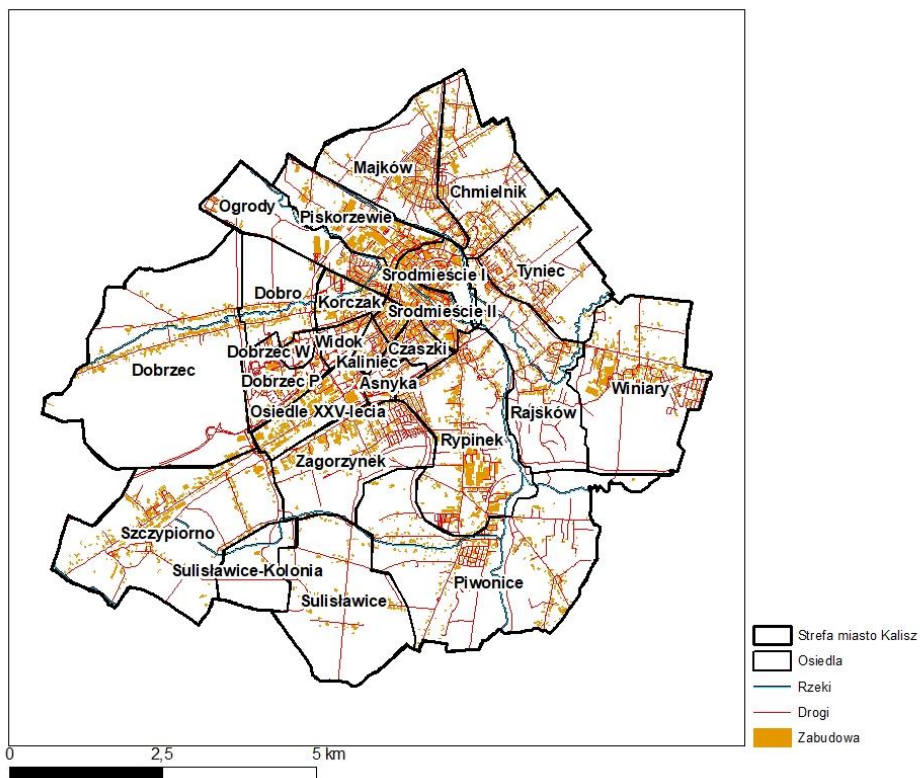 Majków
Chmielnik
Ogrody
Piskorzewie
Tyniec
Srodmieście I
Dobro
Korczak
Srodmieście II
Widok
Dobrzec W
Czaszki
Kaliniec
Dobrzec
Dobrzec P
Asnyka
Winiary
Osiedle XXV-lecia
Rajsków
Rypinek
Zagorzynek
Szczypiorno
Sulisławice-Kolonia
Piwonice
Sulisławice
Strefa miasto Kalisz
Osiedla
Rzeki
Drogi
Zabudowa
0 2,5 5 km